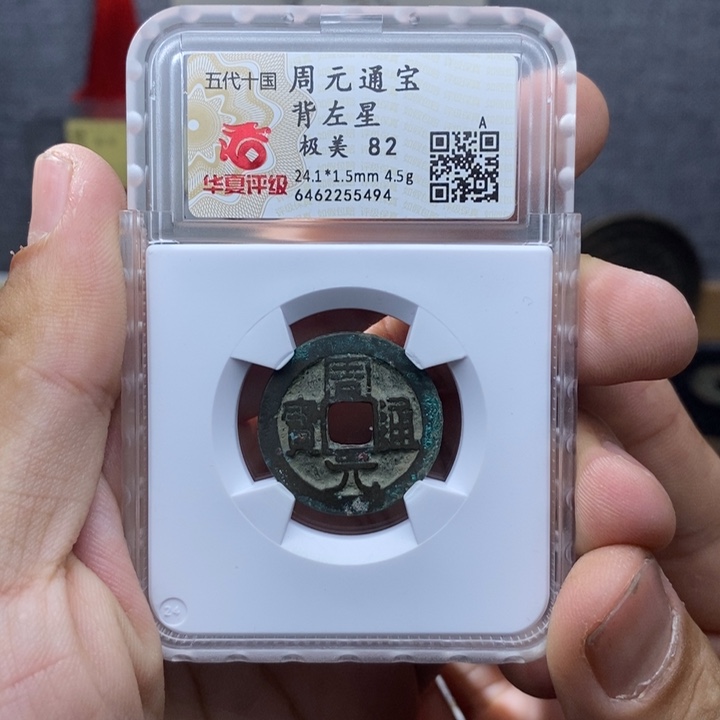 五代十国 周元通宝
背左星
极美 82
A
华夏评级
24.1*1.5mm 4.5g
6462255494
周元通寶
24